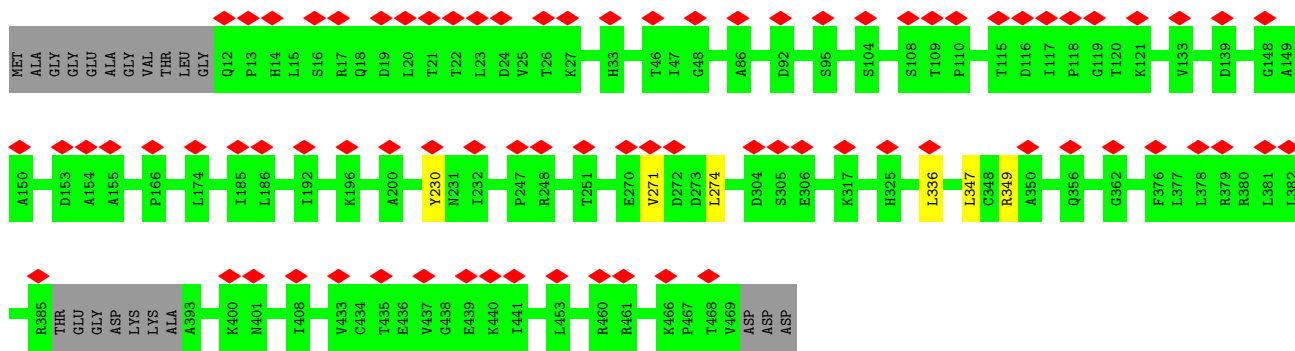 MET ALA GLY GLY GLU ALA GLY VAL THR LEU GLY Q12 P13 H14 L15 S16 R17 Q18 D19 L20 T21 T22 L23 D24 V25 T26 K27 H33 T46 I47 G48 A86 D92 S95 S104 S108 T109 P110 T115 D116 I117 P118 G119 T120 K121 V133 D139 G148 A149
A150 D153 A154 A155 P166 L174 I185 L186 I192 K196 A200 Y230 N231 I232 P247 R248 T251 E270 V271 D272 D273 L274 D304 S305 E306 K317 H325 L336 L347 C348 R349 A350 Q356 G362 F376 L377 L378 R379 R380 L381 L382
R385 THR GLU GLY ASP LYS LYS ALA A393 K400 N401 I408 V433 C434 T435 E436 V437 G438 E439 K440 I441 L453 R460 R461 K466 P467 T468 V469 ASP ASP ASP